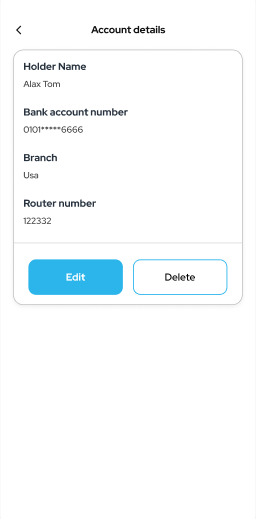 Account details
Holder Name
Alax Tom
Bank account number
0101*****6666
Branch
Usa
Router number
122332
Edit
Delete